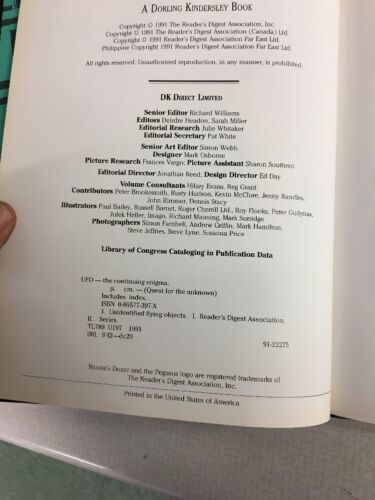 A DORLING KINDERSLEY BOOK
Copyright © 1991 The Reader's Digest Association, Inc.
Copyright © 1991 The Reader's Digest Association (Canada) Ltd.
Copyright © 1991 Reader's Digest Association Far East Ltd.
Philippine Copyright 1991 Reader's Digest Association Far East Ltd.
All rights reserved. Unauthorized reproduction, in any manner, is prohibited.
DK DIRECT LIMITED
Senior Editor Richard Williams
Editors Deirdre Headon, Sarah Miller
Editorial Research Julie Whitaker
Editorial Secretary Pat White
Senior Art Editor Simon Webb
Designer Mark Osborne
Picture Research Frances Vargo; Picture Assistant Sharon Southren
Editorial Director Jonathan Reed; Design Director Ed Day
Volume Consultants Hilary Evans, Reg Grant
Contributors Peter Brookesmith, Rusty Hudson, Kevin McClure, Jenny Randles,
John Rimmer, Dennis Stacy
Illustrators Paul Bailey, Russell Barnet, Roger Cherrill Ltd., Roy Flooks, Peter Gudynas,
Julek Heller, Imago, Richard Manning, Mark Surridge
Photographers Simon Farnhell, Andrew Griffin, Mark Hamilton,
Steve Jeffries, Steve Lyne, Susanna Price
Library of Congress Cataloging in Publication Data
UFO — the continuing enigma.
p. cm. — (Quest for the unknown)
Includes index.
ISBN 0-89577-397-X
1. Unidentified flying objects. I. Reader's Digest Association.
II. Series.
TL789 U197 1991
001. 9'42—dc20
91-22275
READER'S DIGEST and the Pegasus logo are registered trademarks of
The Reader's Digest Association, Inc.
Printed in the United States of America